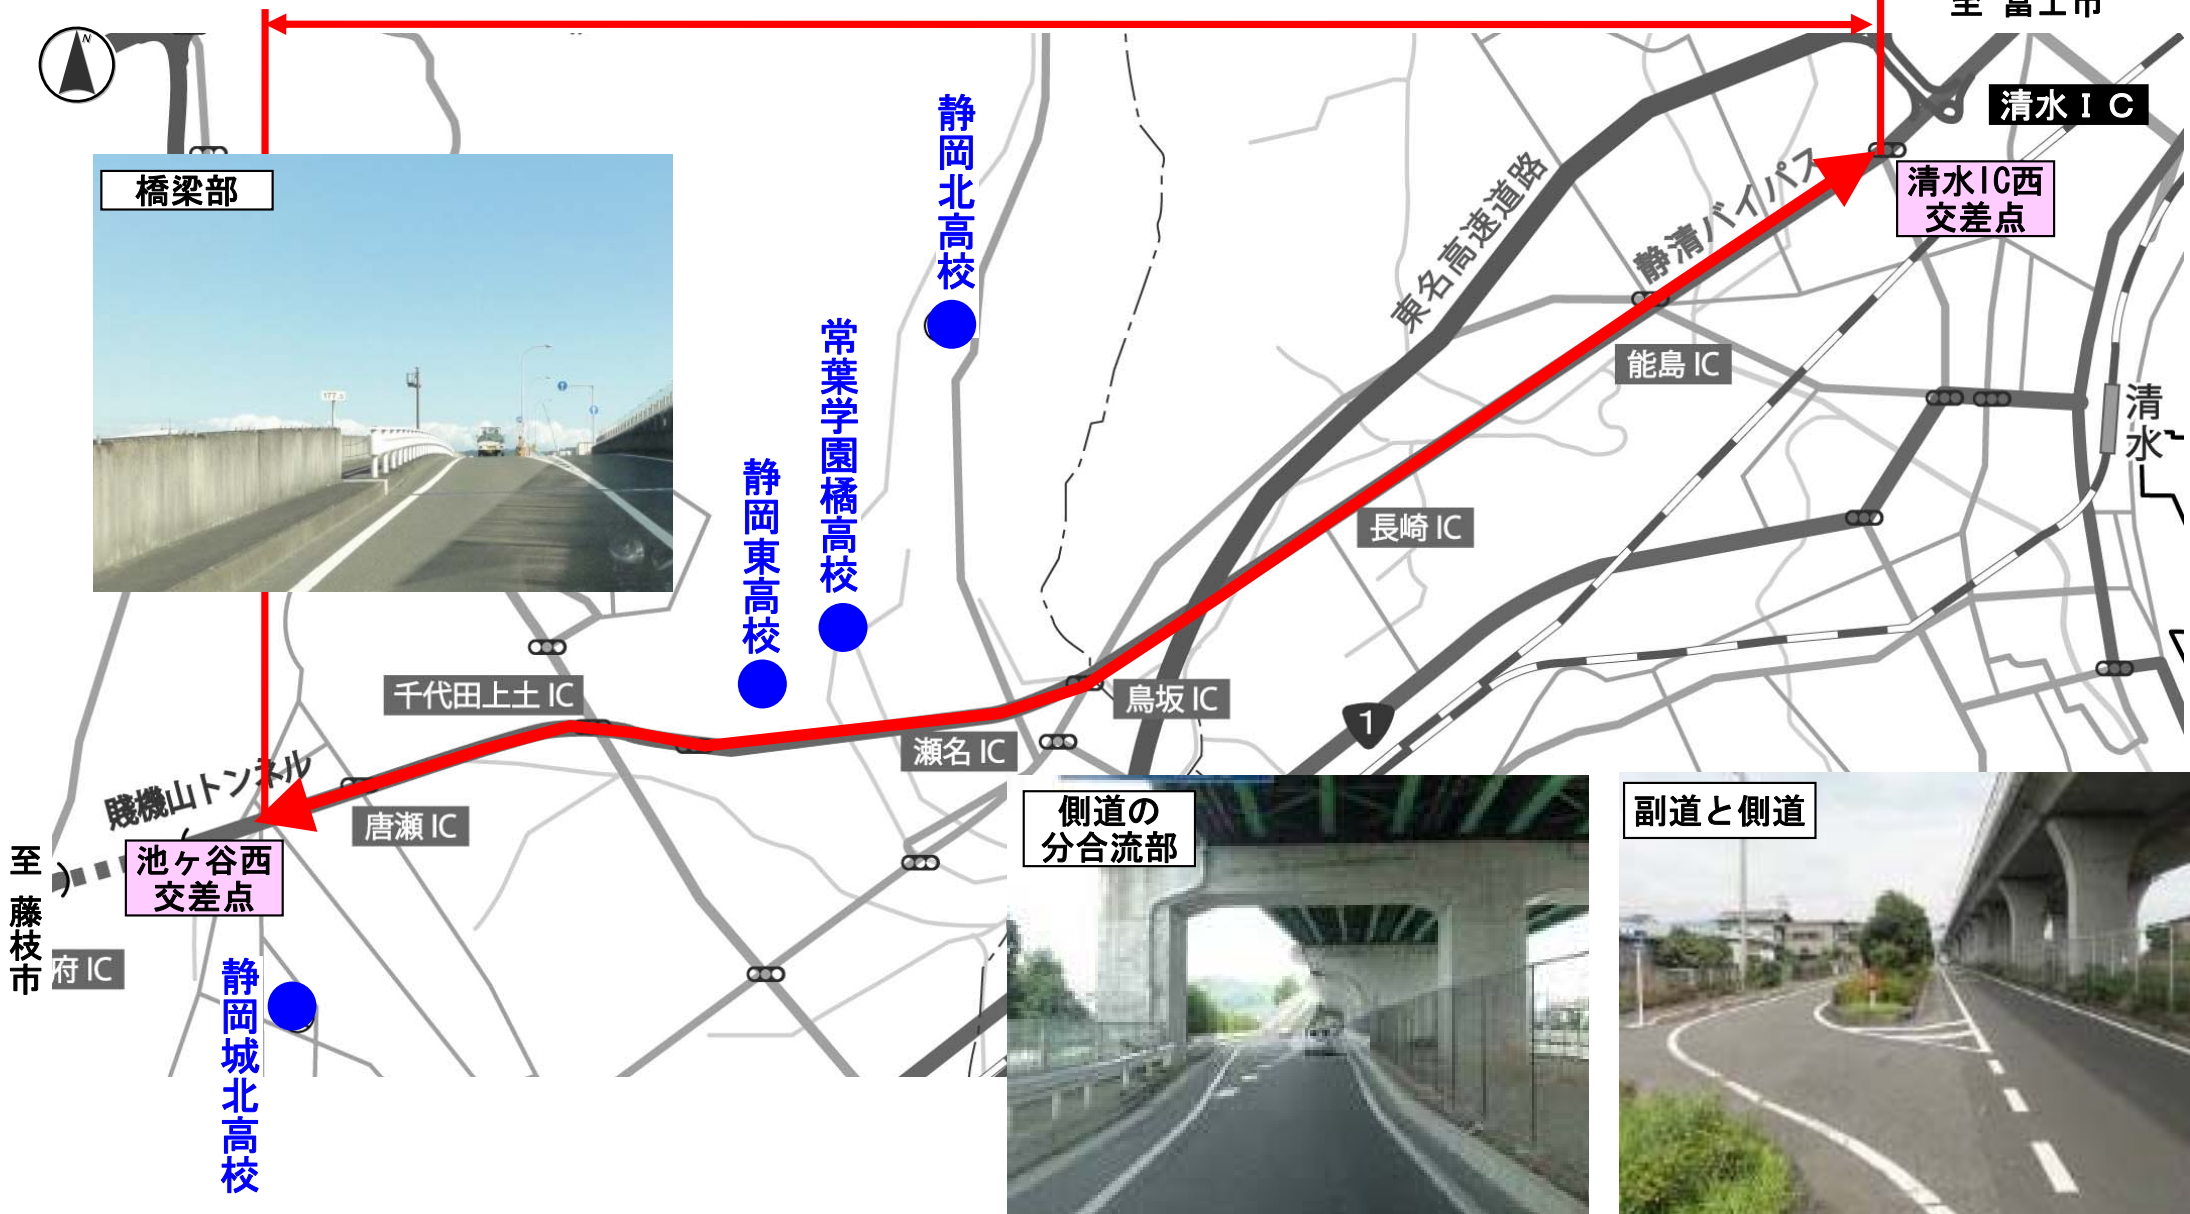 至 富士市
N
清水ＩＣ
橋梁部
静岡北高校
東名高速道路
静清バイパス
清水IC西
交差点
常葉学園橘高校
能島 IC
清水
静岡東高校
長崎 IC
千代田上土 IC
鳥坂 IC
瀬名 IC
1
賤機山トンネル
唐瀬 IC
側道の
分合流部
副道と側道
至 藤枝市
池ヶ谷西
交差点
府 IC
静岡城北高校